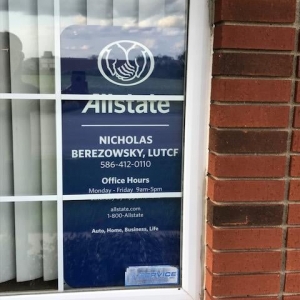 Allstate
NICHOLAS
BEREZOWSKY, LUTCF
586-412-0110
Office Hours
Monday - Friday 9am-5pm
allstate.com
1-800-Allstate
Auto, Home, Business, Life
SERVICE